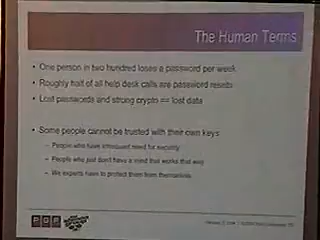 The Human Terms
• One person in two hundred loses a password per week
• Roughly half of all help desk calls are password resets
• Lost passwords and strong crypto == lost data
• Some people cannot be trusted with their own keys
– People who have infrequent need for security
– People who just don't have a mind that works that way
– We experts have to protect them from themselves
PGP